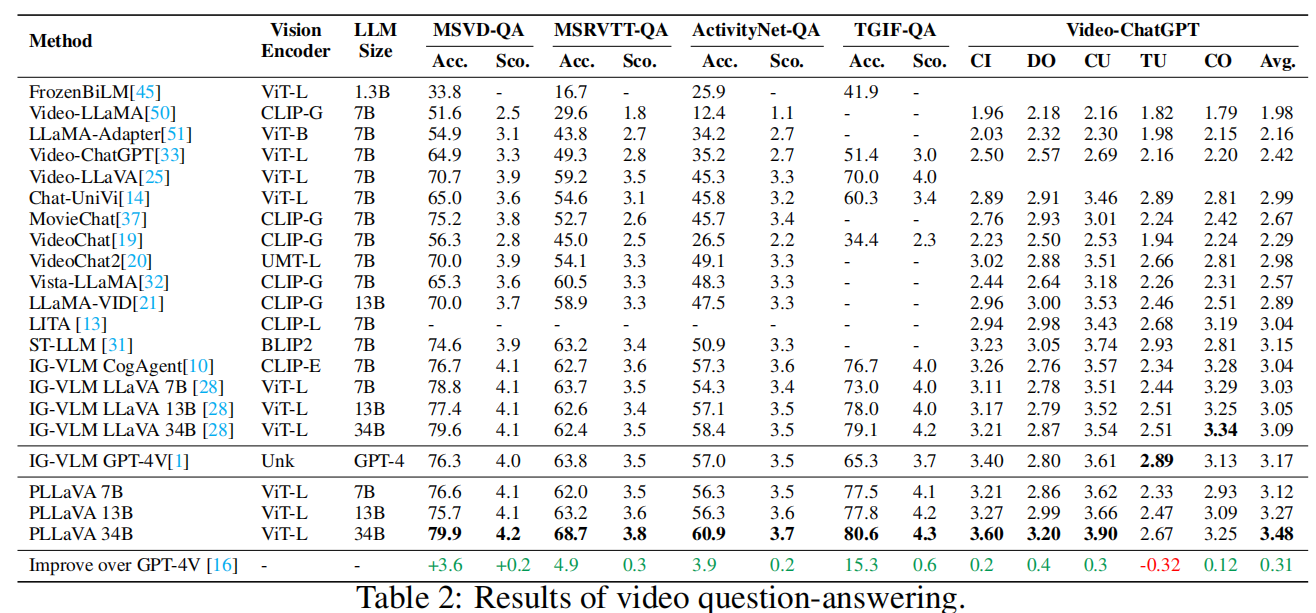 Method Vision Encoder LLM Size MSVD-QA MSRVTT-QA ActivityNet-QA TGIF-QA Video-ChatGPT
Acc. Sco. Acc. Sco. Acc. Sco. Acc. Sco. CI DO CU TU CO Avg.
FrozenBiLM[45] ViT-L 1.3B 33.8 - 16.7 - 25.9 - 41.9 -
Video-LLaMA[50] CLIP-G 7B 51.6 2.5 29.6 1.8 12.4 1.1 - - 1.96 2.18 2.16 1.82 1.79 1.98
LLaMA-Adapter[51] ViT-B 7B 54.9 3.1 43.8 2.7 34.2 2.7 - - 2.03 2.32 2.30 1.98 2.15 2.16
Video-ChatGPT[33] ViT-L 7B 64.9 3.3 49.3 2.8 35.2 2.7 51.4 3.0 2.50 2.57 2.69 2.16 2.20 2.42
Video-LLaVA[25] ViT-L 7B 70.7 3.9 59.2 3.5 45.3 3.3 70.0 4.0
Chat-UniVi[14] ViT-L 7B 65.0 3.6 54.6 3.1 45.8 3.2 60.3 3.4 2.89 2.91 3.46 2.89 2.81 2.99
MovieChat[37] CLIP-G 7B 75.2 3.8 52.7 2.6 45.7 3.4 - - 2.76 2.93 3.01 2.24 2.42 2.67
VideoChat[19] CLIP-G 7B 56.3 2.8 45.0 2.5 26.5 2.2 34.4 2.3 2.23 2.50 2.53 1.94 2.24 2.29
VideoChat2[20] UMT-L 7B 70.0 3.9 54.1 3.3 49.1 3.3 - - 3.02 2.88 3.51 2.66 2.81 2.98
Vista-LLaMA[32] CLIP-G 7B 65.3 3.6 60.5 3.3 48.3 3.3 - - 2.44 2.64 3.18 2.26 2.31 2.57
LLaMA-VID[21] CLIP-G 13B 70.0 3.7 58.9 3.3 47.5 3.3 - - 2.96 3.00 3.53 2.46 2.51 2.89
LITA [13] CLIP-L 7B - - - - - - - - 2.94 2.98 3.43 2.68 3.19 3.04
ST-LLM [31] BLIP2 7B 74.6 3.9 63.2 3.4 50.9 3.3 - - 3.23 3.05 3.74 2.93 2.81 3.15
IG-VLM CogAgent[10] CLIP-E 7B 76.7 4.1 62.7 3.6 57.3 3.6 76.7 4.0 3.26 2.76 3.57 2.34 3.28 3.04
IG-VLM LLaVA 7B [28] ViT-L 7B 78.8 4.1 63.7 3.5 54.3 3.4 73.0 4.0 3.11 2.78 3.51 2.44 3.29 3.03
IG-VLM LLaVA 13B [28] ViT-L 13B 77.4 4.1 62.6 3.4 57.1 3.5 78.0 4.0 3.17 2.79 3.52 2.51 3.25 3.05
IG-VLM LLaVA 34B [28] ViT-L 34B 79.6 4.1 62.4 3.5 58.4 3.5 79.1 4.2 3.21 2.87 3.54 2.51 3.34 3.09
IG-VLM GPT-4V[1] Unk GPT-4 76.3 4.0 63.8 3.5 57.0 3.5 65.3 3.7 3.40 2.80 3.61 2.89 3.13 3.17
PLLaVA 7B ViT-L 7B 76.6 4.1 62.0 3.5 56.3 3.5 77.5 4.1 3.21 2.86 3.62 2.33 2.93 3.12
PLLaVA 13B ViT-L 13B 75.7 4.1 63.2 3.6 56.3 3.6 77.8 4.2 3.27 2.99 3.66 2.47 3.09 3.27
PLLaVA 34B ViT-L 34B 79.9 4.2 68.7 3.8 60.9 3.7 80.6 4.3 3.60 3.20 3.90 2.67 3.25 3.48
Improve over GPT-4V [16] - - +3.6 +0.2 4.9 0.3 3.9 0.2 15.3 0.6 0.2 0.4 0.3 -0.32 0.12 0.31
Table 2: Results of video question-answering.